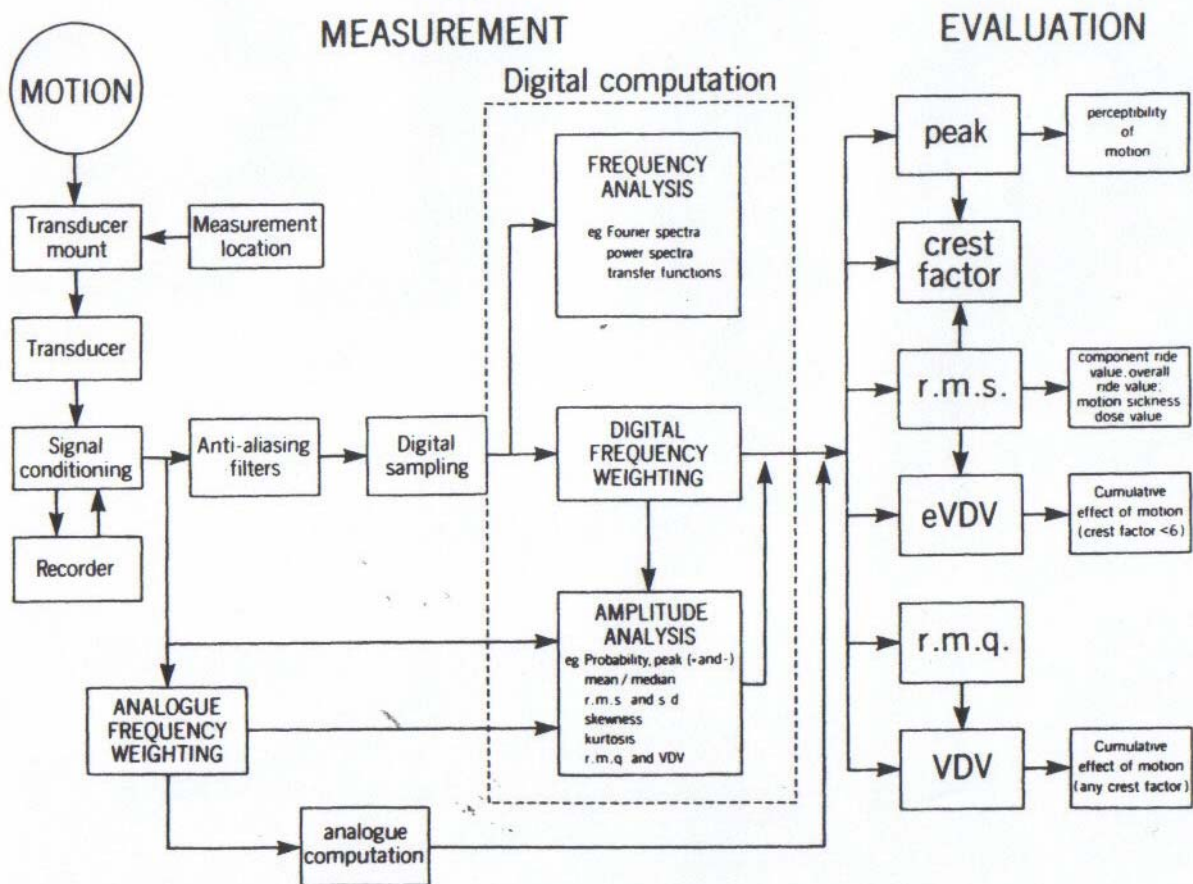 MEASUREMENT
EVALUATION
MOTION
Digital computation
Transducer
mount
Measurement
location
Transducer
Signal
conditioning
Recorder
Anti-aliasing
filters
Digital
sampling
ANALOGUE
FREQUENCY
WEIGHTING
analogue
computation
FREQUENCY
ANALYSIS
eg Fourier spectra
power spectra
transfer functions
DIGITAL
FREQUENCY
WEIGHTING
AMPLITUDE
ANALYSIS
eg Probability, peak (+and-)
mean / median
r.m.s and s d
skewness
kurtosis
r.m.q and VDV
peak
perceptibility
of
motion
crest
factor
r.m.s.
component ride
value, overall
ride value;
motion sickness
dose value
eVDV
Cumulative
effect of motion
(crest factor <6)
r.m.q.
VDV
Cumulative
effect of motion
(any crest factor)